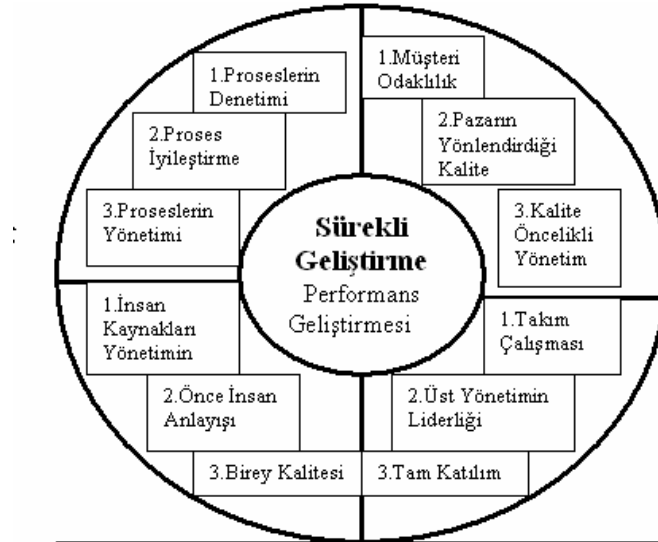 1.Proseslerin
Denetimi
2.Proses
İyileştirme
3.Proseslerin
Yönetimi
1.Müşteri
Odaklılık
2.Pazarın
Yönlendirdiği
Kalite
3.Kalite
Öncelikli
Yönetim
Sürekli
Geliştirme
Performans
Geliştirmesi
1.İnsan
Kaynakları
Yönetimin
2.Önce İnsan
Anlayışı
3.Birey Kalitesi
1.Takım
Çalışması
2.Üst Yönetimin
Liderliği
3.Tam Katılım